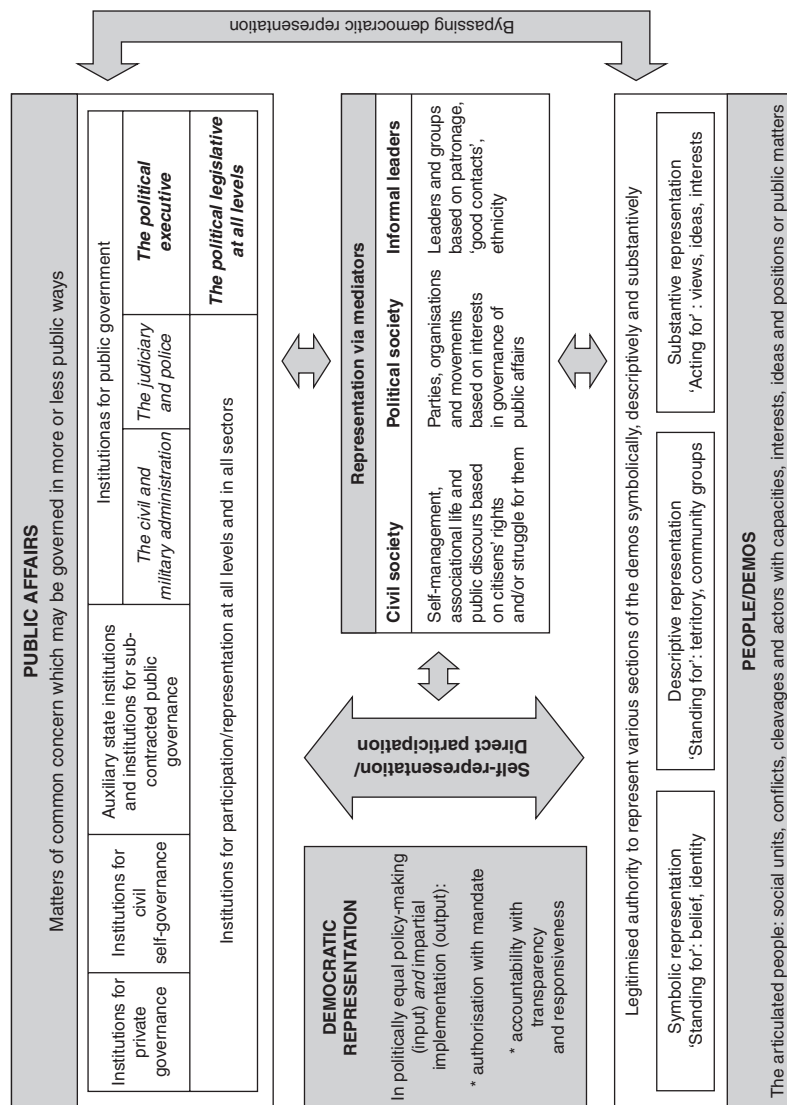 PUBLIC AFFAIRS
Matters of common concern which may be governed in more or less public ways
Institutions for
private
governance
Institutions for
civil
self-governance
Auxiliary state institutions
and institutions for sub-
contracted public
governance
Institutionas for public government
The civil and
military administration
The judiciary
and police
The political
executive
Institutions for participation/representation at all levels and in all sectors
The political legislative
at all levels
DEMOCRATIC
REPRESENTATION
In politically equal policy-making
(input) and impartial
implementation (output):
* authorisation with mandate
* accountability with
transparency
and responsiveness
Self-representation/
Direct participation
Representation via mediators
Civil society
Self-management,
associational life and
public discours based
on citisens' rights
and/or struggle for them
Political society
Parties, organisations
and movements
based on interests
in governance of
public affairs
Informal leaders
Leaders and groups
based on patronage,
'good contacts',
ethnicity
Bypassing democratic representation
Legitimised authority to represent various sections of the demos symbolically, descriptively and substantively
Symbolic representation
'Standing for': belief, identity
Descriptive representation
'Standing for': tetritory, community groups
Substantive representation
'Acting for' : views, ideas, interests
PEOPLE/DEMOS
The articulated people: social units, conflicts, cleavages and actors with capacities, interests, ideas and positions or public matters